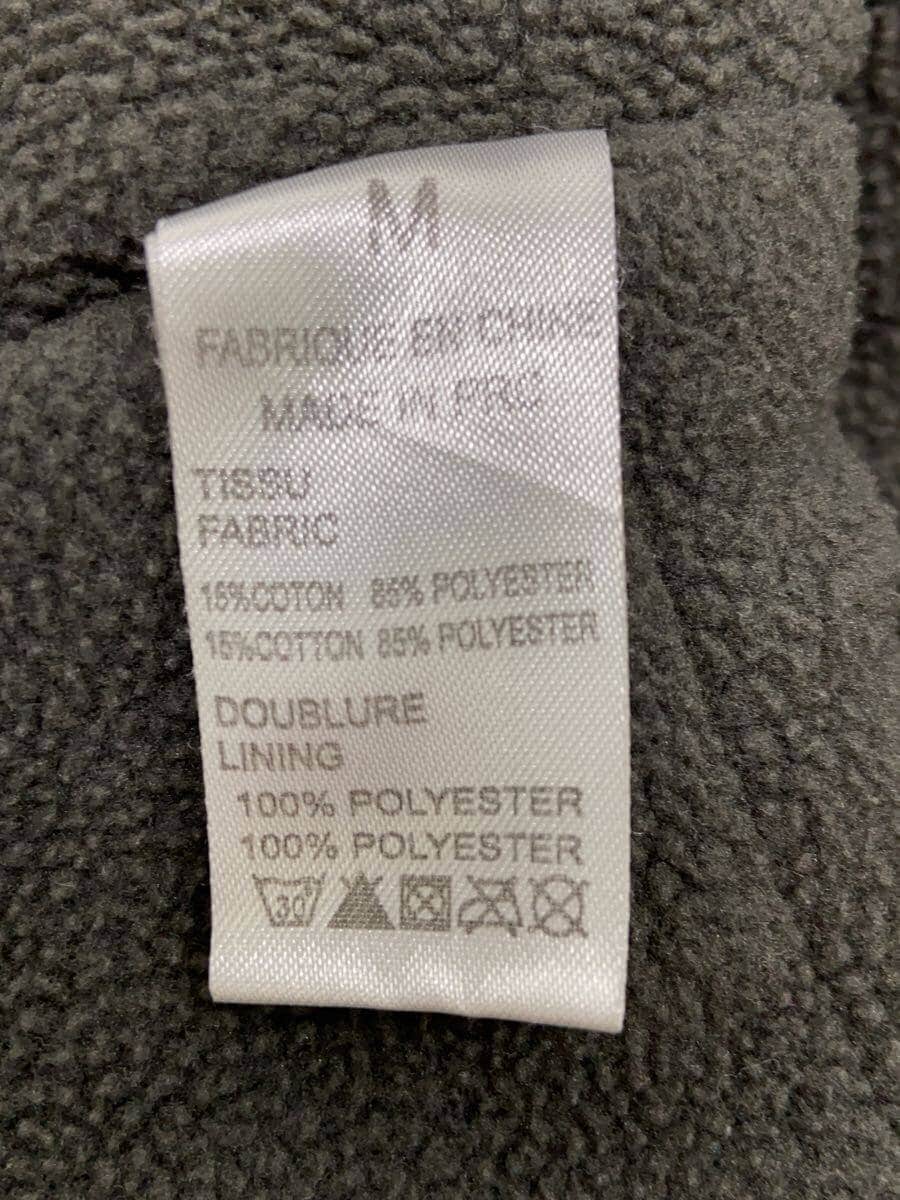 M
FABRIQUE EN CHINE
MADE IN PRC
TISSU
FABRIC
15%COTON 85% POLYESTER
15%COTTON 85% POLYESTER
DOUBLURE
LINING
100% POLYESTER
100% POLYESTER
30°